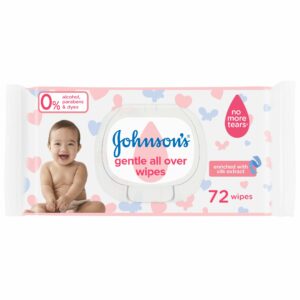 0%
alcohol,
parabens
& dyes
no
more
tears
Johnson's
gentle all over
wipes
enriched with
silk extract
72 wipes